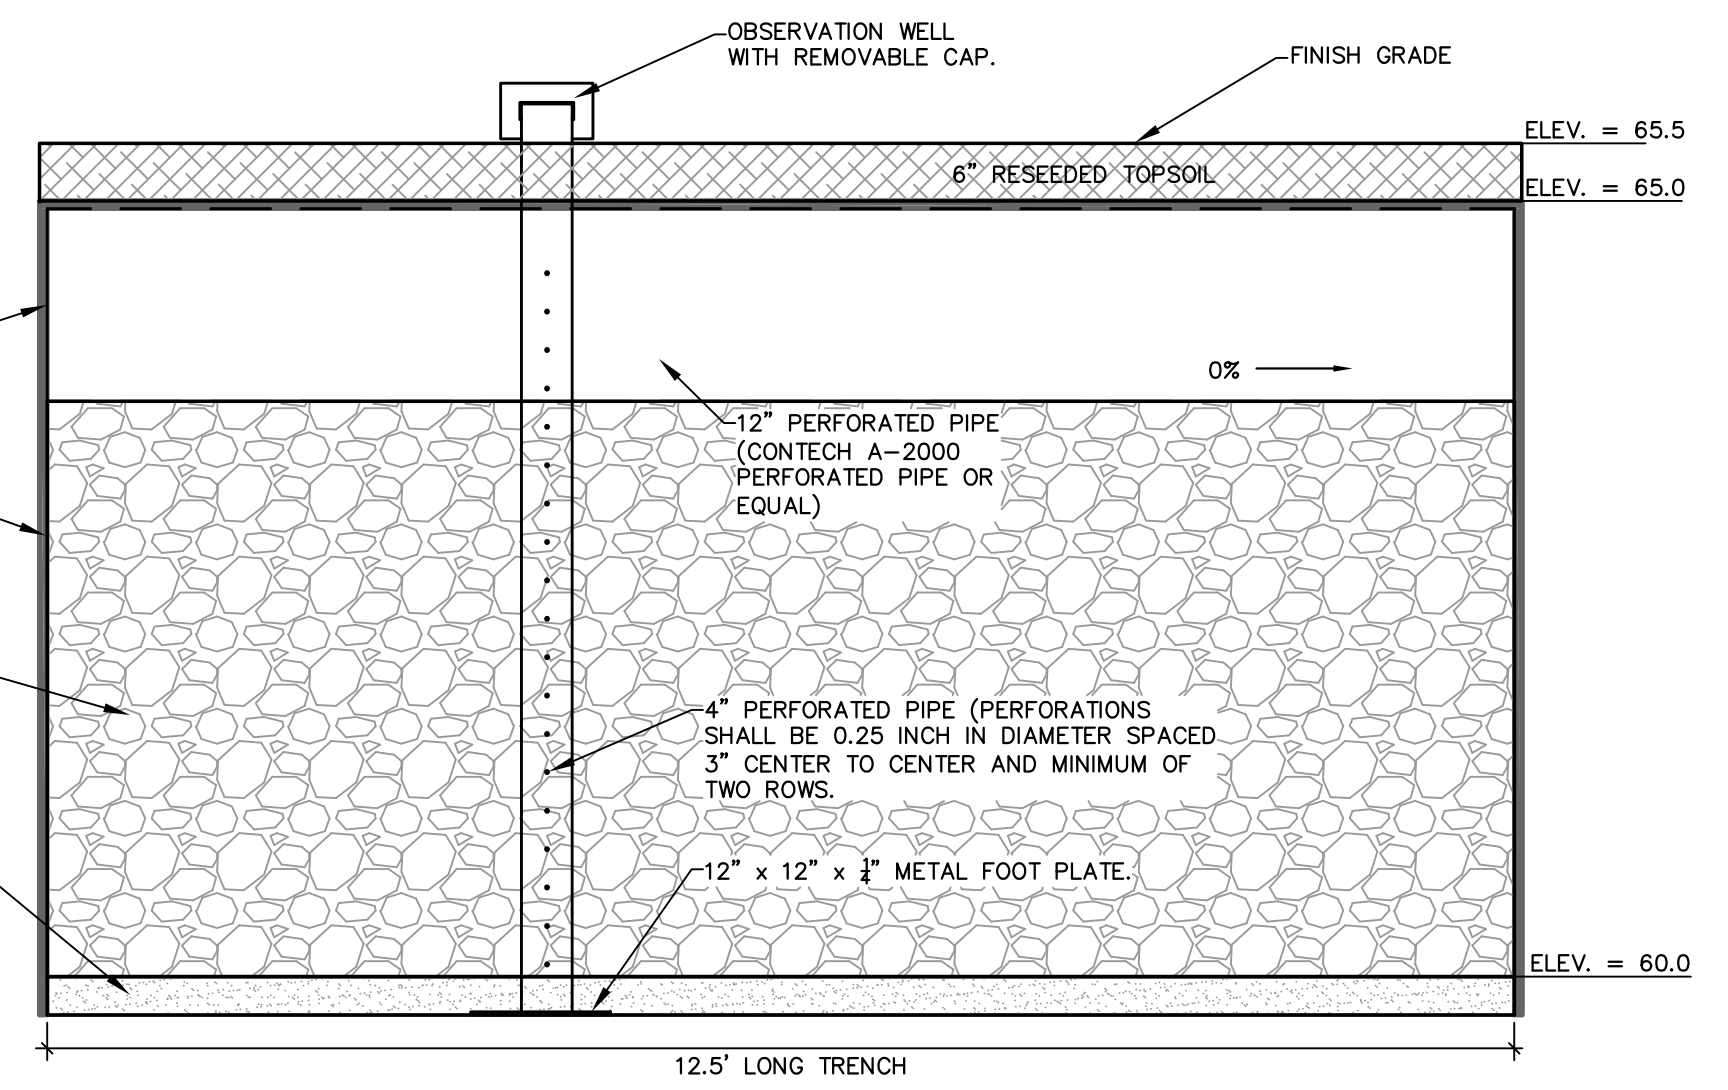 OBSERVATION WELL
WITH REMOVABLE CAP.
FINISH GRADE
ELEV. = 65.5
6” RESEEDED TOPSOIL
ELEV. = 65.0
0%
12” PERFORATED PIPE
(CONTECH A-2000
PERFORATED PIPE OR
EQUAL)
4” PERFORATED PIPE (PERFORATIONS
SHALL BE 0.25 INCH IN DIAMETER SPACED
3” CENTER TO CENTER AND MINIMUM OF
TWO ROWS.
12” x 12” x ¼” METAL FOOT PLATE.
ELEV. = 60.0
12.5’ LONG TRENCH